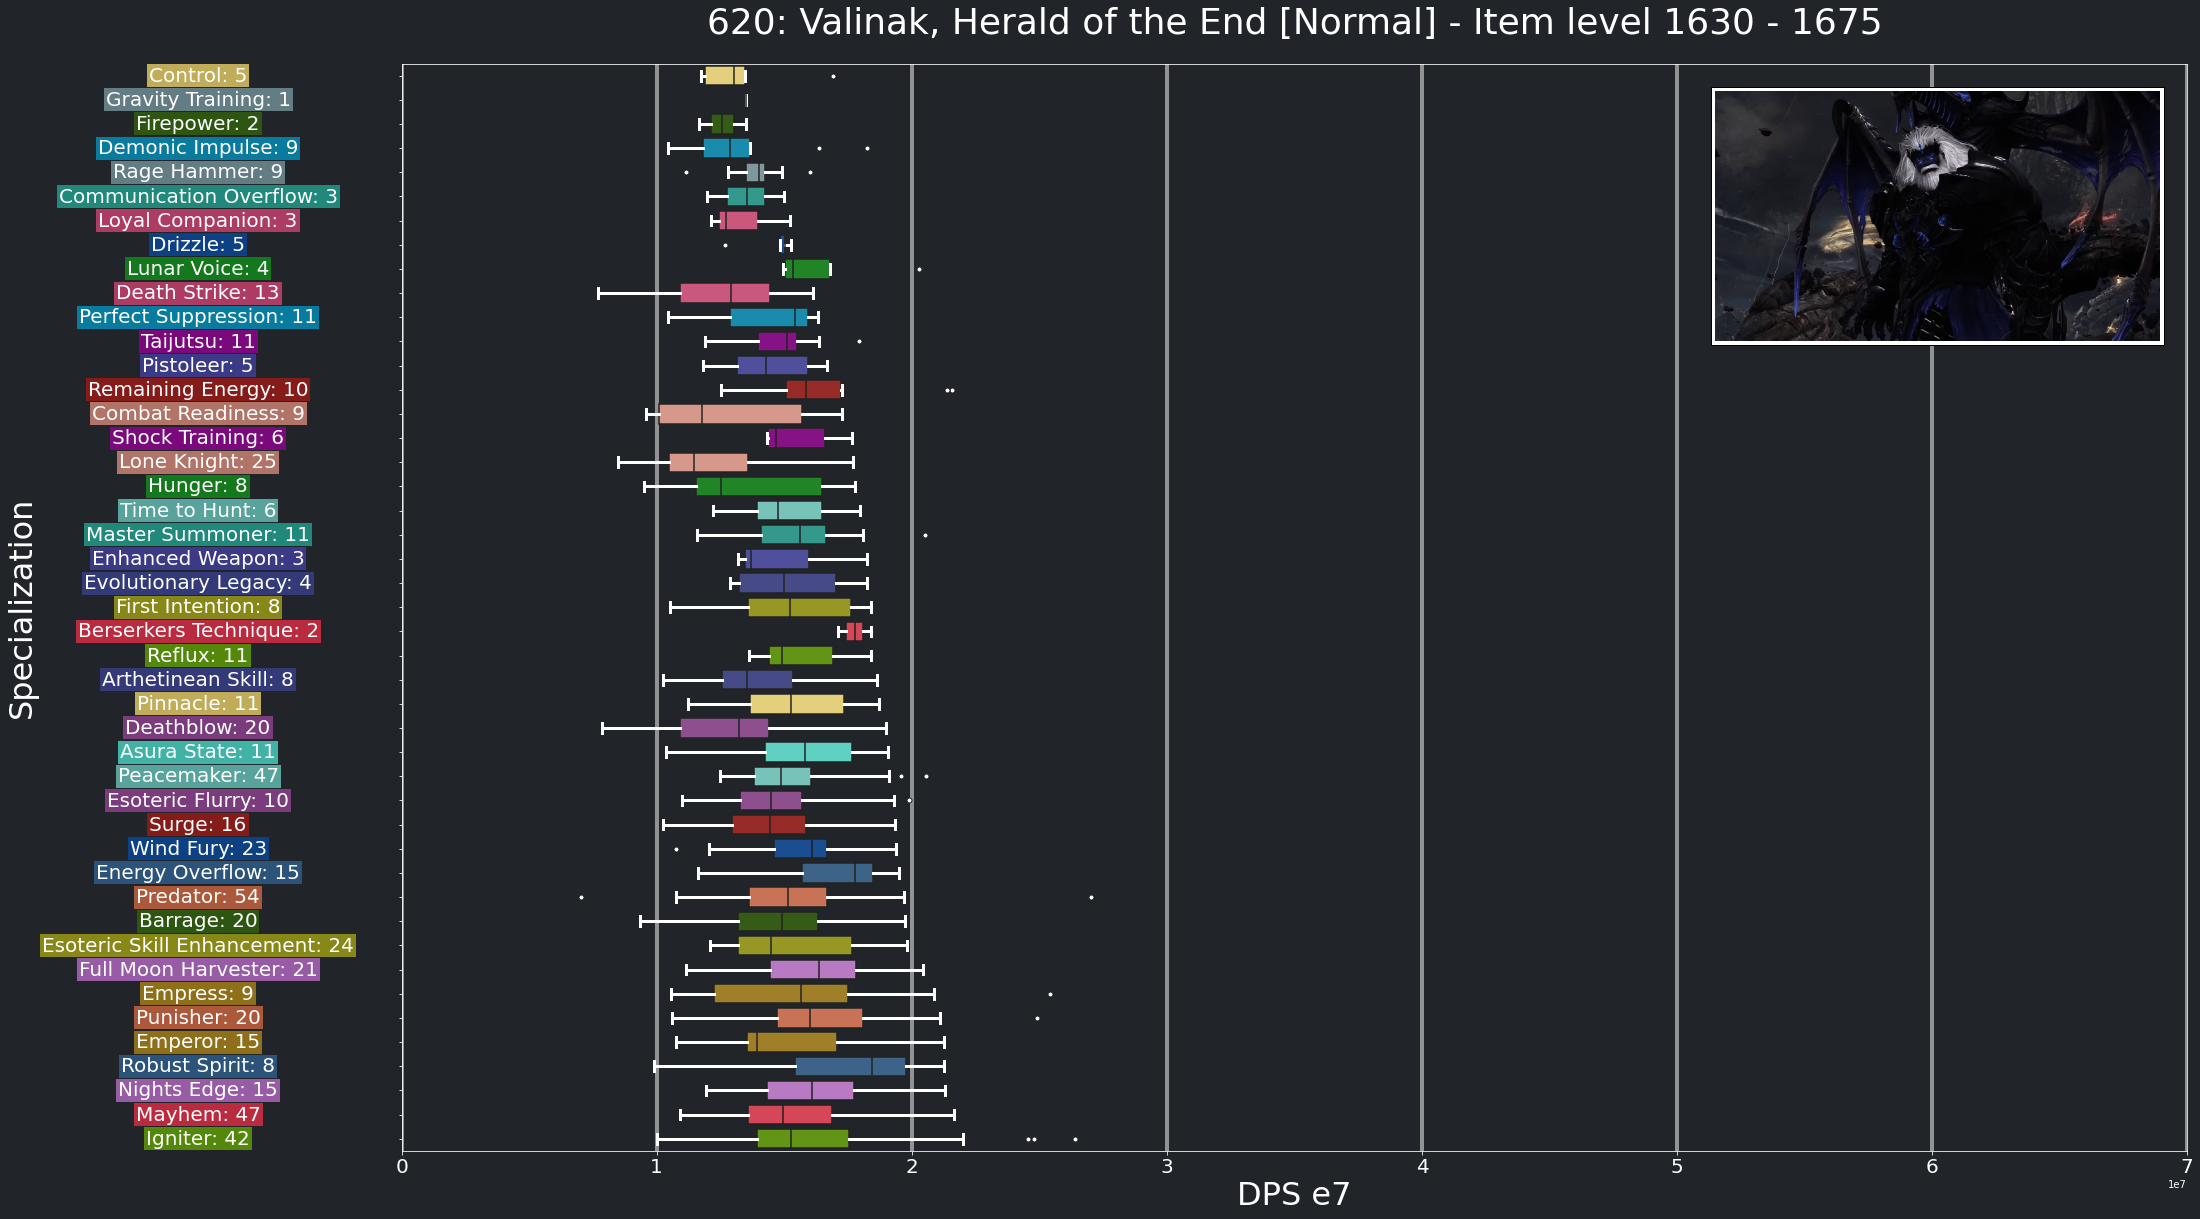 620: Valinak, Herald of the End [Normal] - Item level 1630 - 1675
Control: 5
Gravity Training: 1
Firepower: 2
Demonic Impulse: 9
Rage Hammer: 9
Communication Overflow: 3
Loyal Companion: 3
Drizzle: 5
Lunar Voice: 4
Death Strike: 13
Perfect Suppression: 11
Taijutsu: 11
Pistoleer: 5
Remaining Energy: 10
Combat Readiness: 9
Shock Training: 6
Lone Knight: 25
Hunger: 8
Time to Hunt: 6
Master Summoner: 11
Enhanced Weapon: 3
Evolutionary Legacy: 4
First Intention: 8
Berserkers Technique: 2
Reflux: 11
Arthetinean Skill: 8
Pinnacle: 11
Deathblow: 20
Asura State: 11
Peacemaker: 47
Esoteric Flurry: 10
Surge: 16
Wind Fury: 23
Energy Overflow: 15
Predator: 54
Barrage: 20
Esoteric Skill Enhancement: 24
Full Moon Harvester: 21
Empress: 9
Punisher: 20
Emperor: 15
Robust Spirit: 8
Nights Edge: 15
Mayhem: 47
Igniter: 42
Specialization
0 1 2 3 4 5 6 7
1e7
DPS e7